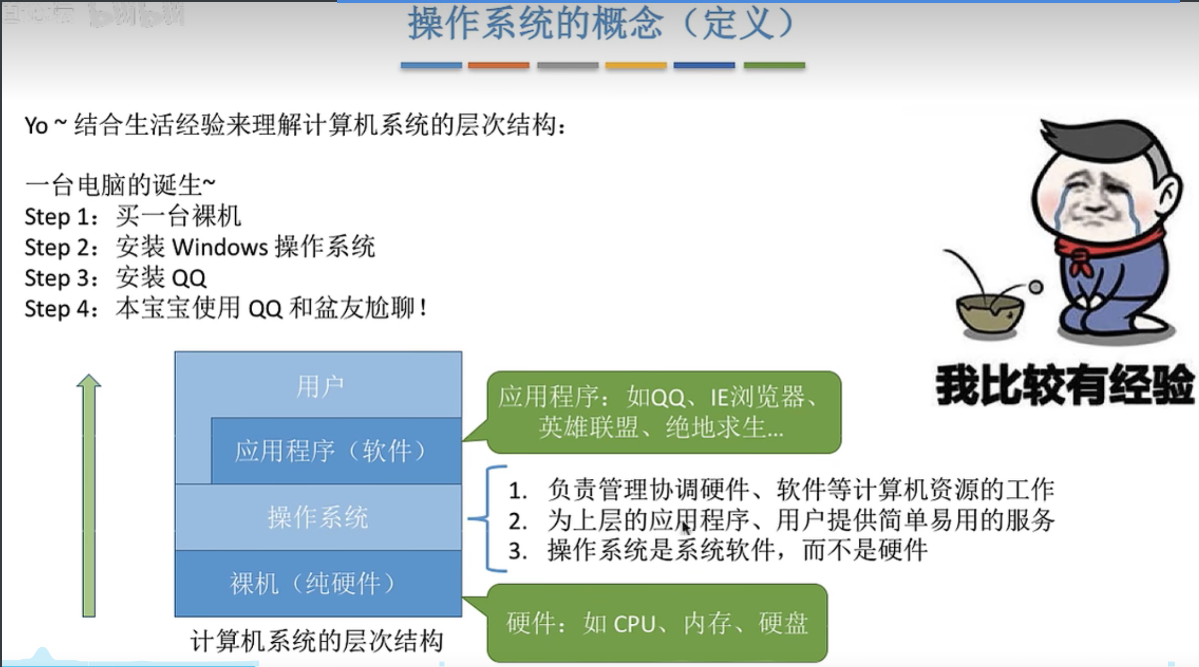 操作系统的概念（定义）
Yo ~ 结合生活经验来理解计算机系统的层次结构：
一台电脑的诞生~
Step 1：买一台裸机
Step 2：安装 Windows 操作系统
Step 3：安装 QQ
Step 4：本宝宝使用 QQ 和盆友尬聊！
我比较有经验
用户
应用程序（软件）
操作系统
裸机（纯硬件）
计算机系统的层次结构
应用程序：如QQ、IE浏览器、
英雄联盟、绝地求生...
1. 负责管理协调硬件、软件等计算机资源的工作
2. 为上层的应用程序、用户提供简单易用的服务
3. 操作系统是系统软件，而不是硬件
硬件：如 CPU、内存、硬盘